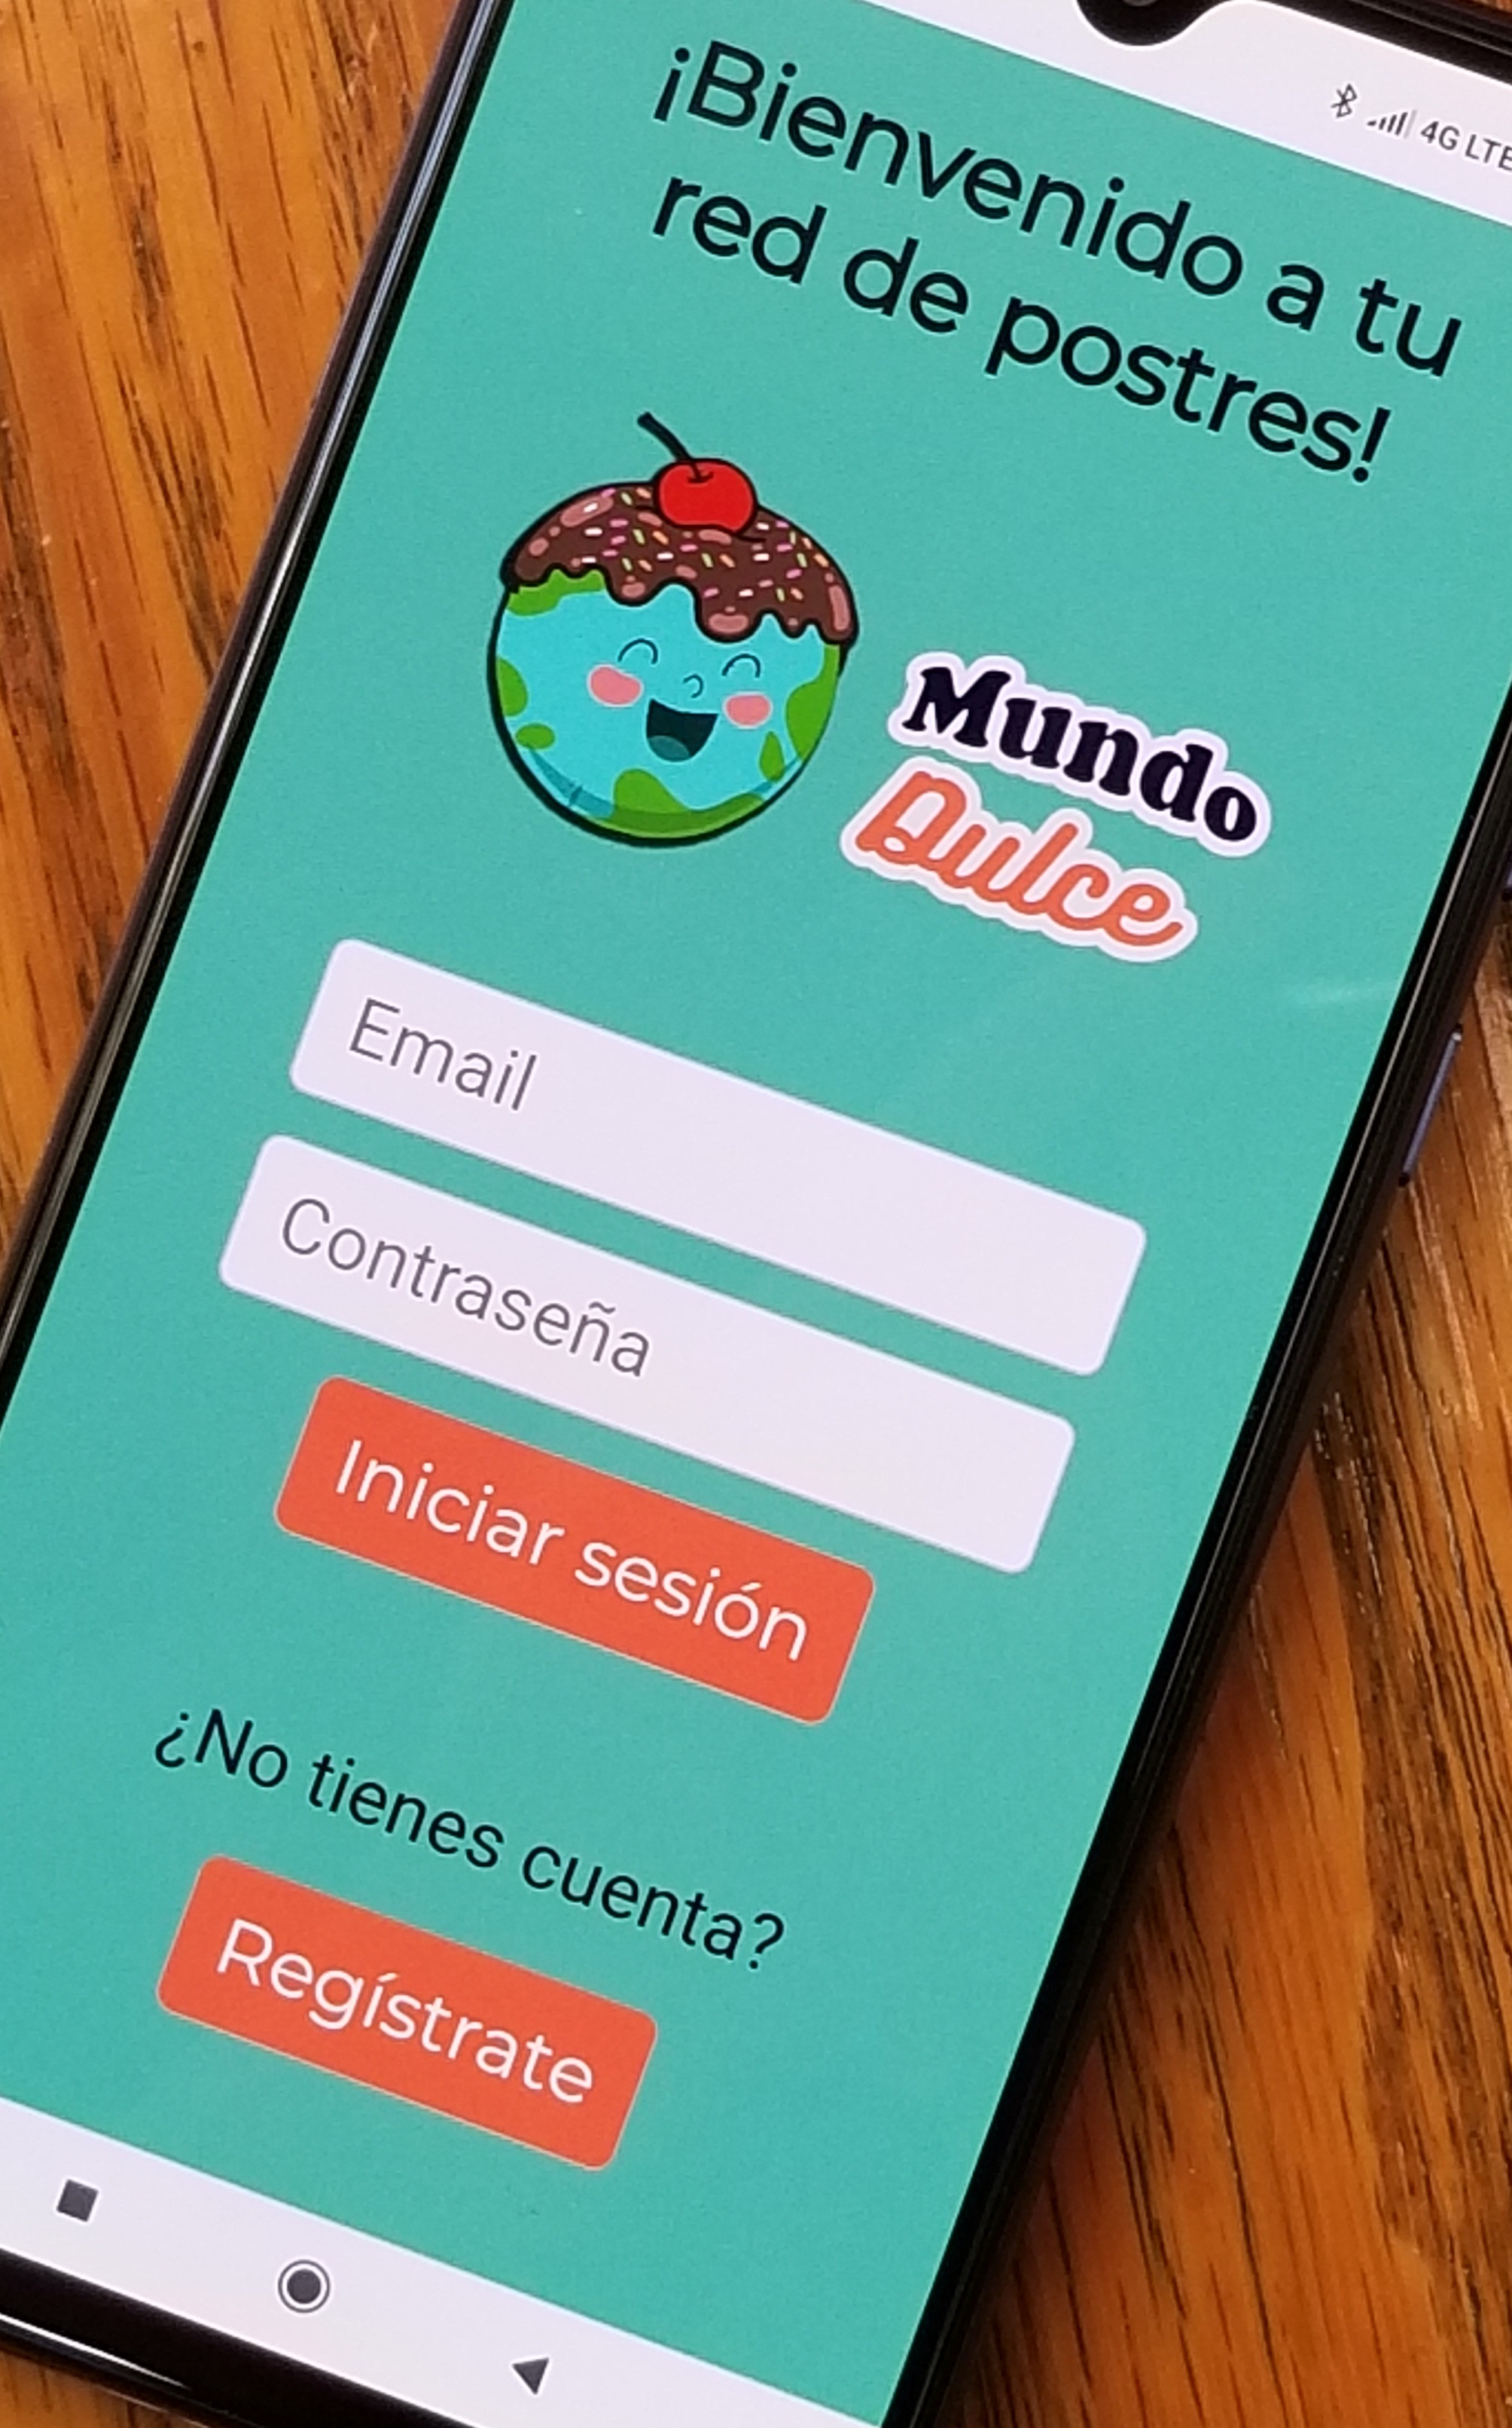 4G LTE
¡Bienvenido a tu
red de postres!
Mundo
Dulce
Email
Contraseña
Iniciar sesión
¿No tienes cuenta?
Regístrate